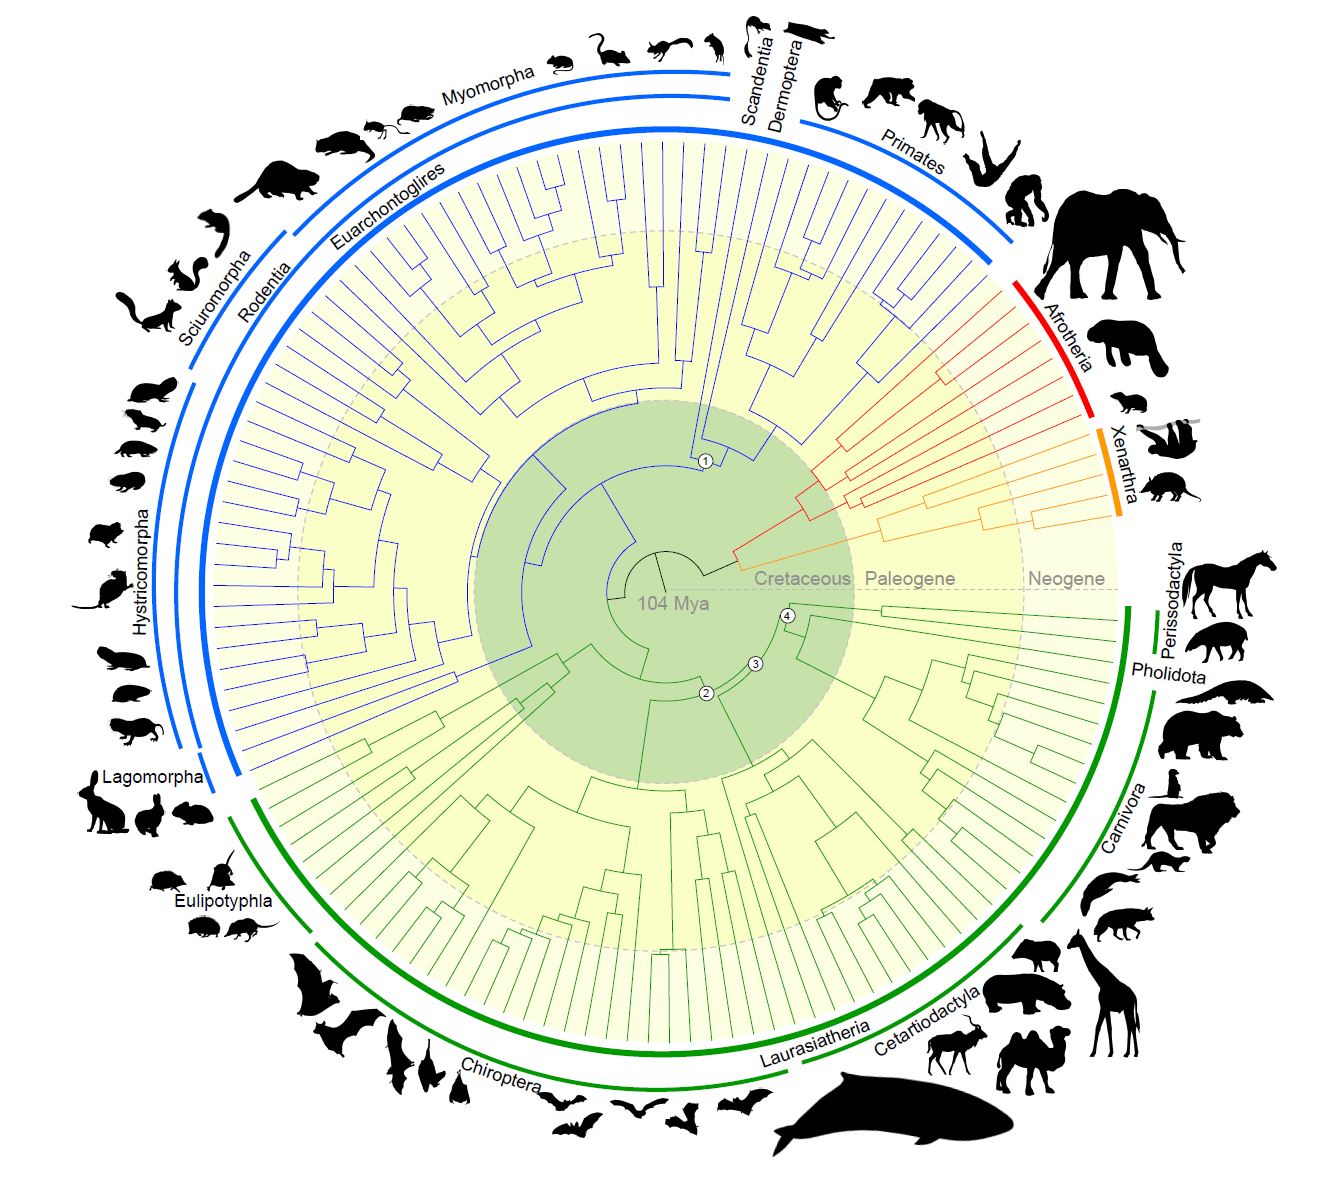 Scandentia
Dermoptera
Primates
Myomorpha
Euarchontoglires
Rodentia
Sciuromorpha
Hystricomorpha
Lagomorpha
Eulipotyphla
Chiroptera
Laurasiatheria
Cetartiodactyla
Carnivora
Pholidota
Perissodactyla
Xenarthra
Afrotheria
Cretaceous
Paleogene
Neogene
104 Mya
1
2
3
4